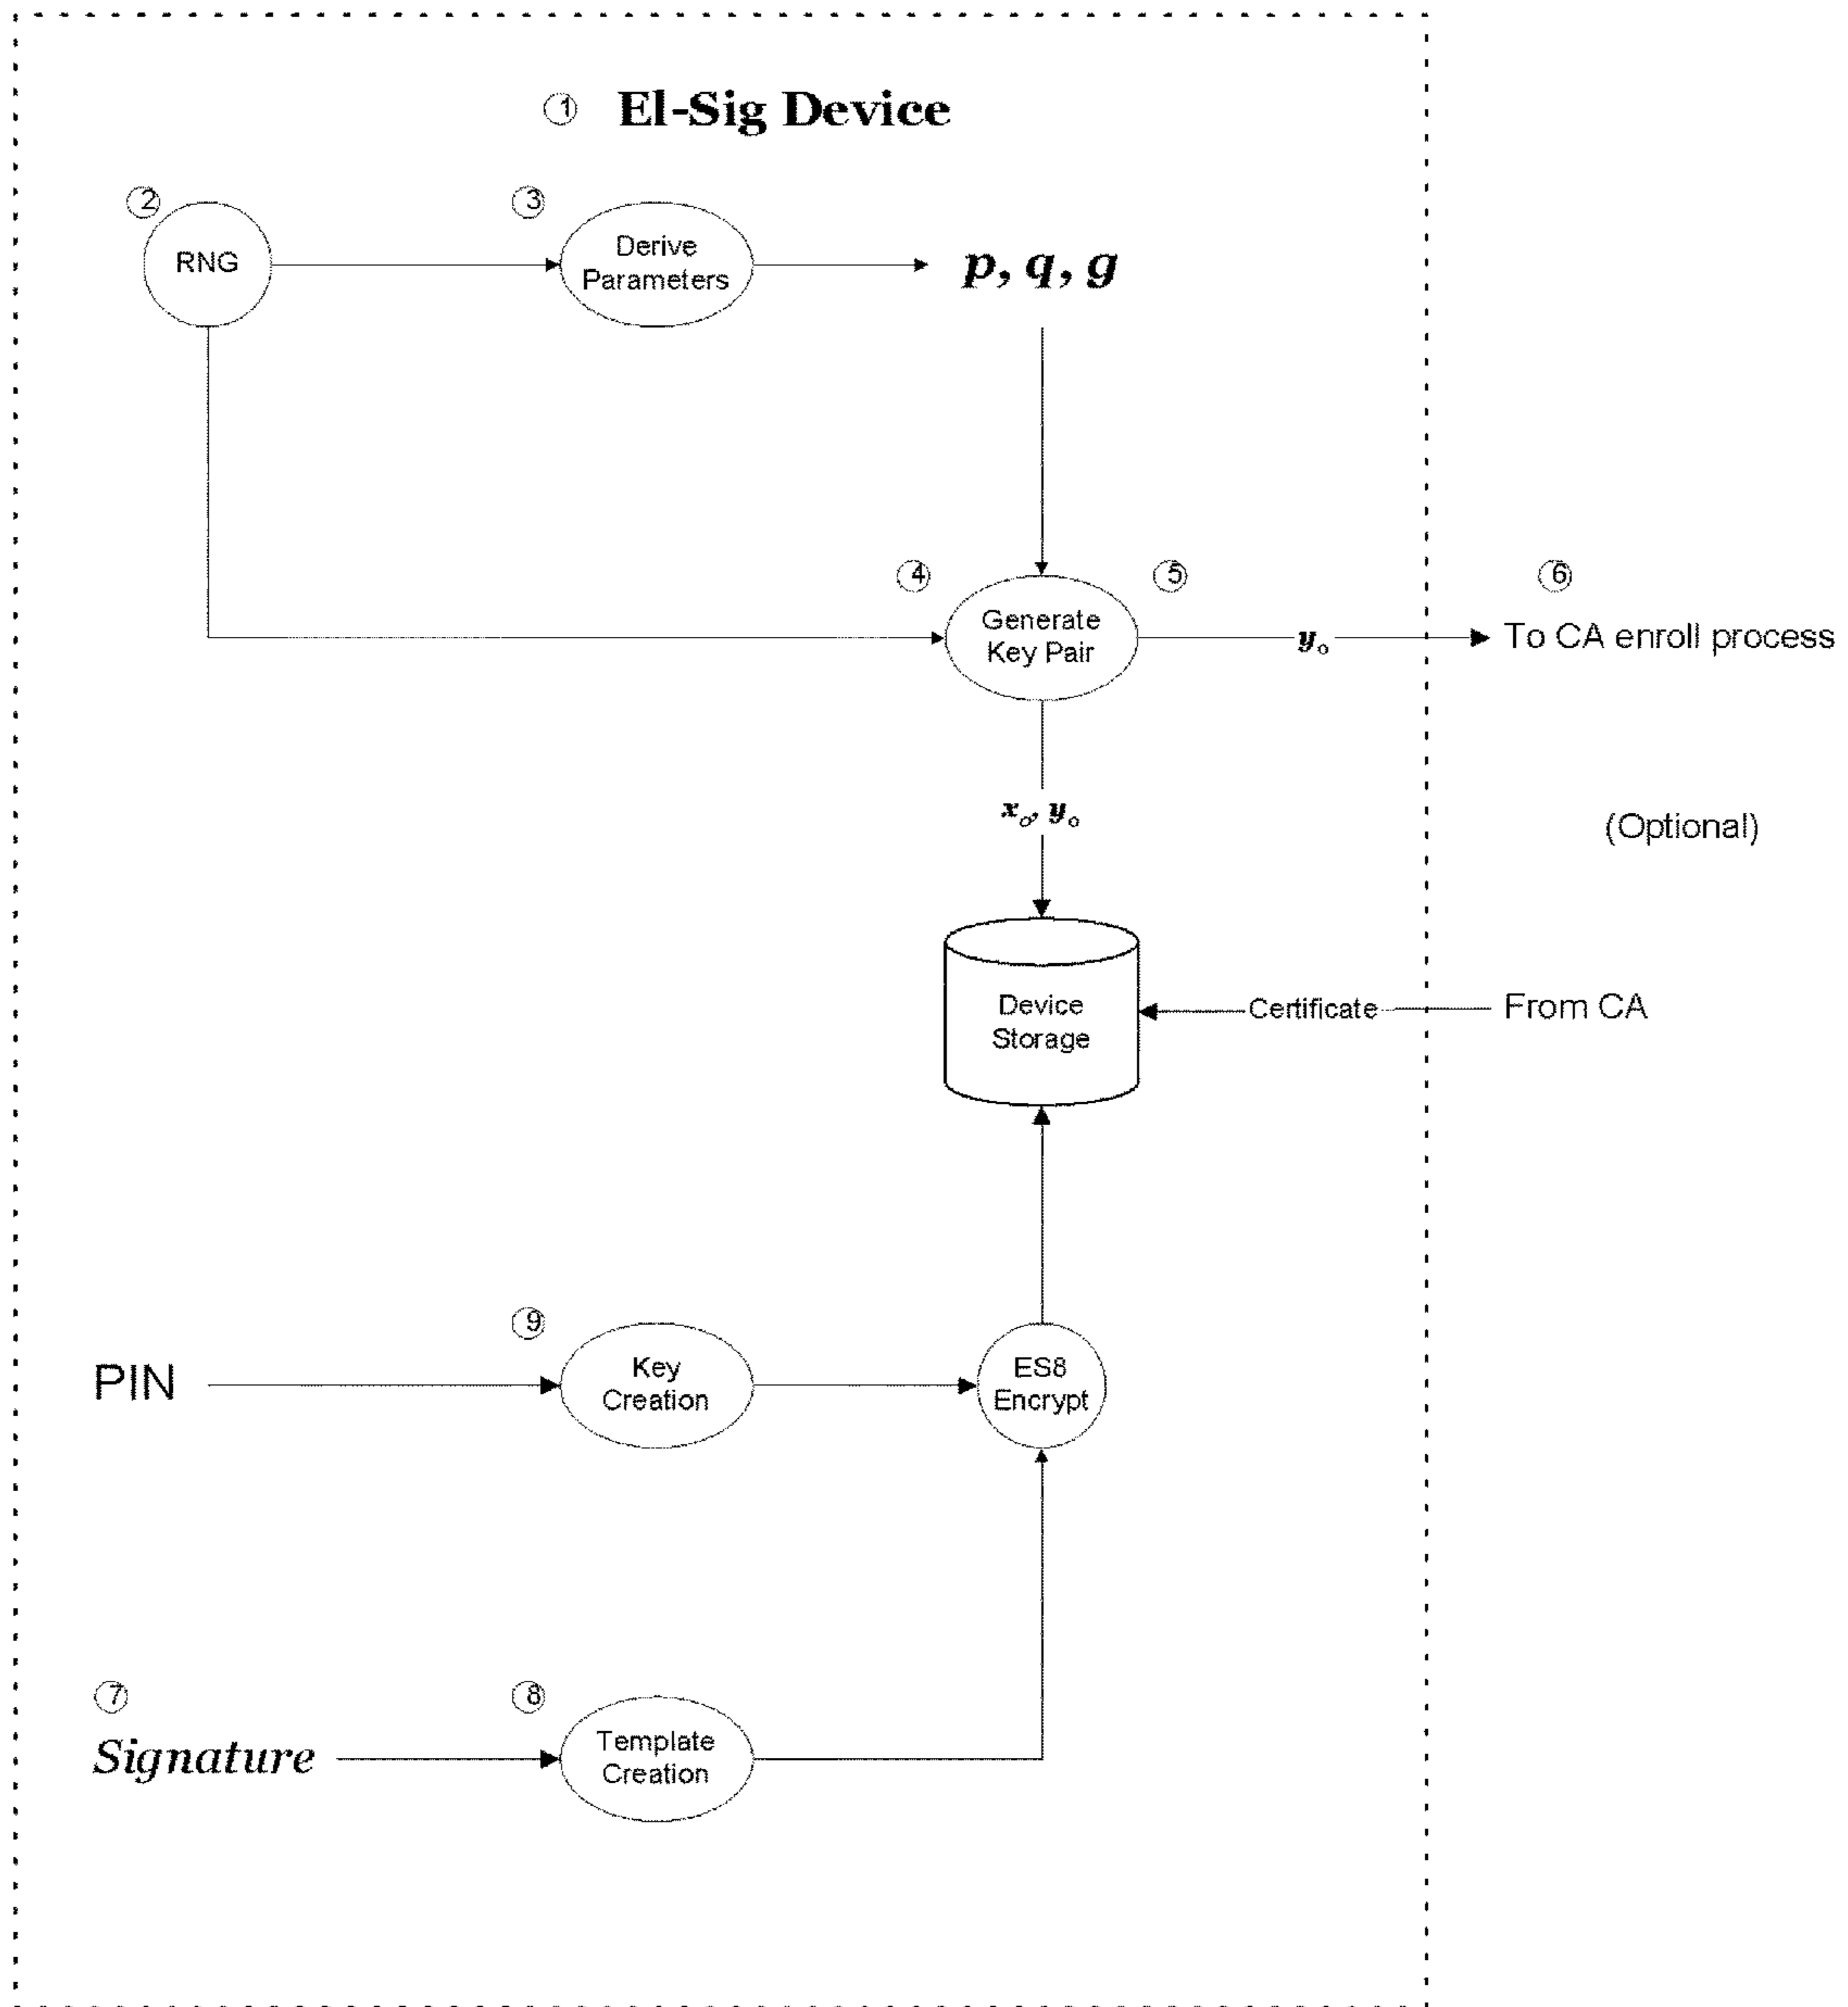 1 El-Sig Device
2
3
RNG
Derive
Parameters
p, q, g
4
5
6
Generate
Key Pair
yo
To CA enroll process
xo, yo
(Optional)
Device
Storage
Certificate
From CA
9
PIN
Key
Creation
ES8
Encrypt
7
8
Signature
Template
Creation